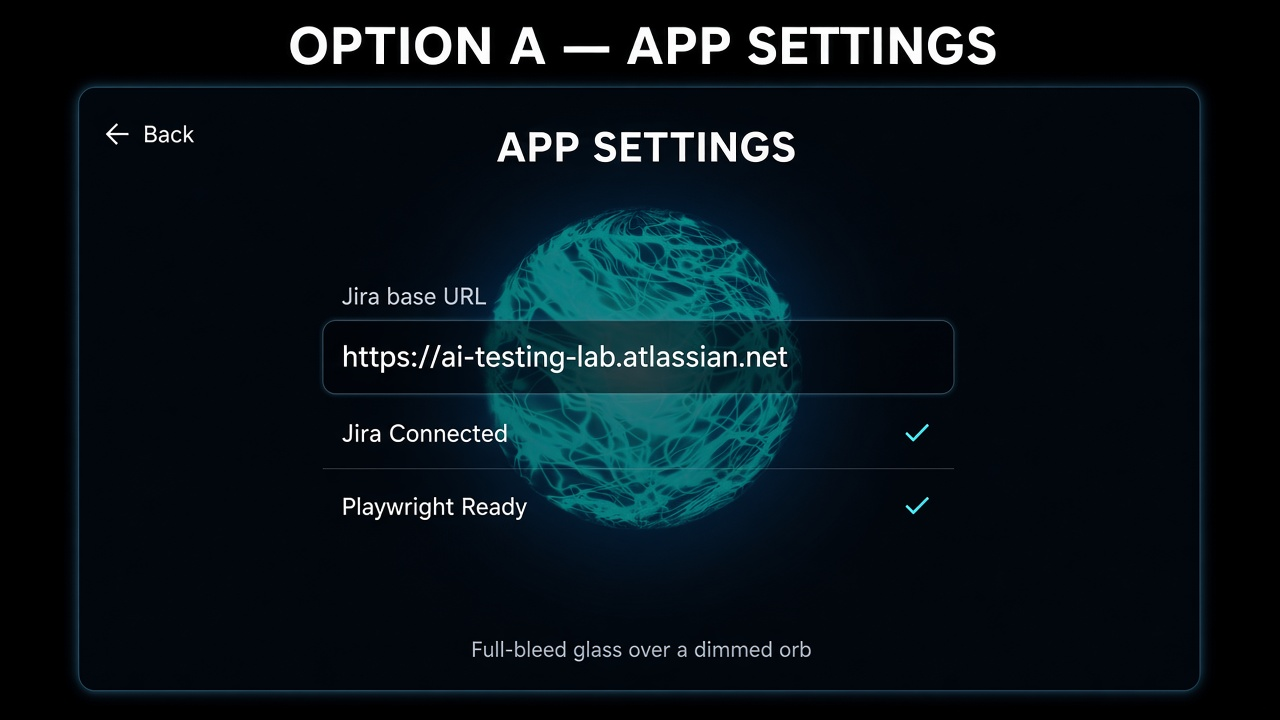 OPTION A — APP SETTINGS
Back
APP SETTINGS
Jira base URL
https://ai-testing-lab.atlassian.net
Jira Connected
Playwright Ready
Full-bleed glass over a dimmed orb